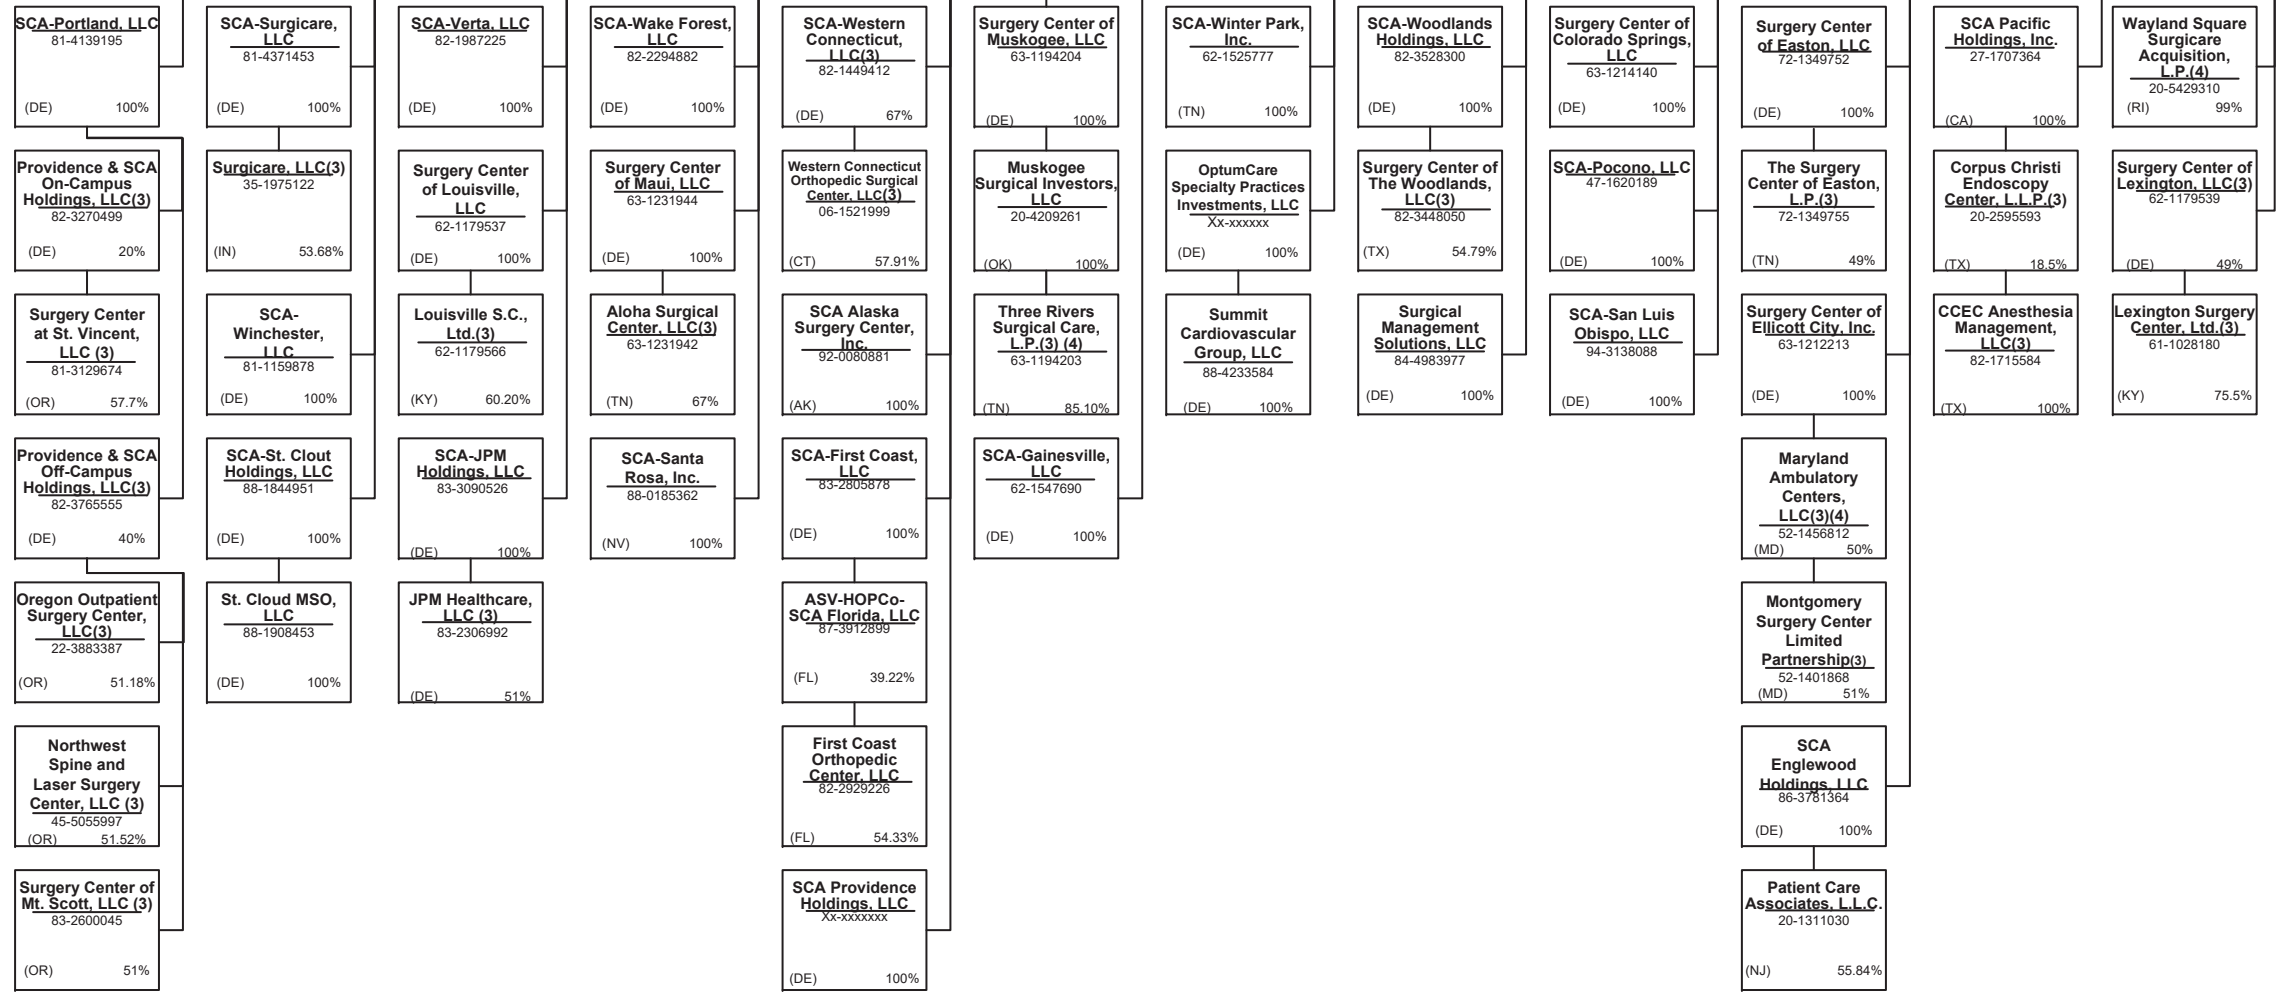 SCA-Portland, LLC
81-4139195
(DE) 100%
Providence & SCA
On-Campus
Holdings, LLC(3)
82-3270499
(DE) 20%
Surgery Center
at St. Vincent,
LLC (3)
81-3129674
(OR) 57.7%
Providence & SCA
Off-Campus
Holdings, LLC(3)
82-3765555
(DE) 40%
Oregon Outpatient
Surgery Center,
LLC(3)
22-3883387
(OR) 51.18%
Northwest
Spine and
Laser Surgery
Center, LLC (3)
45-5055997
(OR) 51.52%
Surgery Center of
Mt. Scott, LLC (3)
83-2600045
(OR) 51%
SCA-Surgicare,
LLC
81-4371453
(DE) 100%
Surgicare, LLC(3)
35-1975122
(IN) 53.68%
SCA-
Winchester,
LLC
81-1159878
(DE) 100%
SCA-St. Clout
Holdings, LLC
88-1844951
(DE) 100%
St. Cloud MSO,
LLC
88-1908453
(DE) 100%
SCA-Verta, LLC
82-1987225
(DE) 100%
Surgery Center
of Louisville,
LLC
62-1179537
(DE) 100%
Louisville S.C.,
Ltd.(3)
62-1179566
(KY) 60.20%
SCA-JPM
Holdings, LLC
83-3090526
(DE) 100%
JPM Healthcare,
LLC (3)
83-2306992
(DE) 51%
SCA-Wake Forest,
LLC
82-2294882
(DE) 100%
Surgery Center
of Maui, LLC
63-1231944
(DE) 100%
Aloha Surgical
Center, LLC(3)
63-1231942
(TN) 67%
SCA-Santa
Rosa, Inc.
88-0185362
(NV) 100%
SCA-Western
Connecticut,
LLC(3)
82-1449412
(DE) 67%
Western Connecticut
Orthopedic Surgical
Center, LLC(3)
06-1521999
(CT) 57.91%
SCA Alaska
Surgery Center,
Inc.
92-0080881
(AK) 100%
SCA-First Coast,
LLC
83-2805878
(DE) 100%
ASV-HOPCo-
SCA Florida, LLC
87-3912899
(FL) 39.22%
First Coast
Orthopedic
Center, LLC
82-2929226
(FL) 54.33%
SCA Providence
Holdings, LLC
Xx-xxxxxxx
(DE) 100%
Surgery Center of
Muskogee, LLC
63-1194204
(DE) 100%
Muskogee
Surgical Investors,
LLC
20-4209261
(OK) 100%
Three Rivers
Surgical Care,
L.P.(3) (4)
63-1194203
(TN) 85.10%
SCA-Gainesville,
LLC
62-1547690
(DE) 100%
SCA-Winter Park,
Inc.
62-1525777
(TN) 100%
OptumCare
Specialty Practices
Investments, LLC
Xx-xxxxxx
(DE) 100%
Summit
Cardiovascular
Group, LLC
88-4233584
(DE) 100%
SCA-Woodlands
Holdings, LLC
82-3528300
(DE) 100%
Surgery Center of
The Woodlands,
LLC(3)
82-3448050
(TX) 54.79%
Surgical
Management
Solutions, LLC
84-4983977
(DE) 100%
Surgery Center of
Colorado Springs,
LLC
63-1214140
(DE) 100%
SCA-Pocono, LLC
47-1620189
(DE) 100%
SCA-San Luis
Obispo, LLC
94-3138088
(DE) 100%
Surgery Center
of Easton, LLC
72-1349752
(DE) 100%
The Surgery
Center of Easton,
L.P.(3)
72-1349755
(TN) 49%
Surgery Center of
Ellicott City, Inc.
63-1212213
(DE) 100%
Maryland
Ambulatory
Centers,
LLC(3)(4)
52-1456812
(MD) 50%
Montgomery
Surgery Center
Limited
Partnership(3)
52-1401868
(MD) 51%
SCA
Englewood
Holdings, LLC
86-3781364
(DE) 100%
Patient Care
Associates, L.L.C.
20-1311030
(NJ) 55.84%
SCA Pacific
Holdings, Inc.
27-1707364
(CA) 100%
Corpus Christi
Endoscopy
Center, L.L.P.(3)
20-2595593
(TX) 18.5%
CCEC Anesthesia
Management,
LLC(3)
82-1715584
(TX) 100%
Wayland Square
Surgicare
Acquisition,
L.P.(4)
20-5429310
(RI) 99%
Surgery Center of
Lexington, LLC(3)
62-1179539
(DE) 49%
Lexington Surgery
Center, Ltd.(3)
61-1028180
(KY) 75.5%